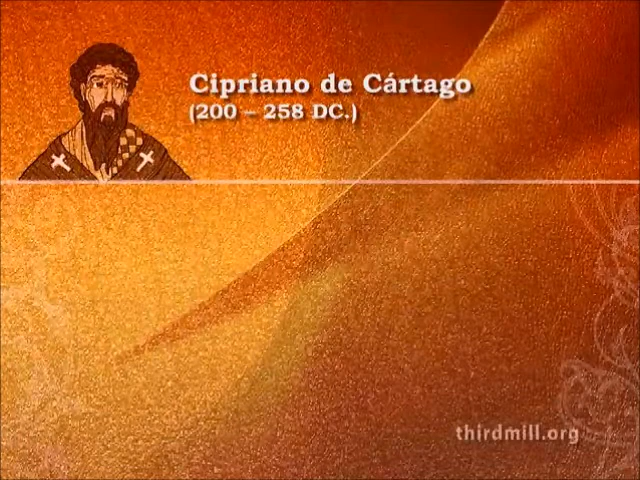 Cipriano de Cártago
(200 – 258 DC.)
thirdmill.org